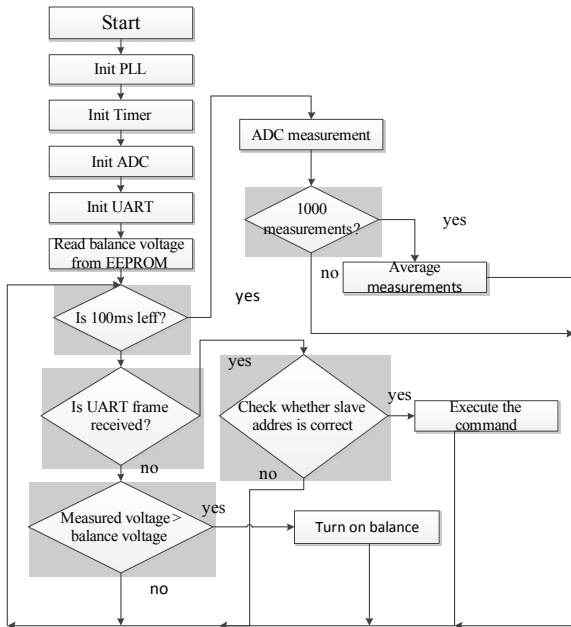 Start
Init PLL
Init Timer
ADC measurement
Init ADC
Init UART
1000
measurements?
yes
Read balance voltage
from EEPROM
no
Average
measurements
yes
Is 100ms leff?
yes
Is UART frame
received?
Check whether slave
addres is correct
yes
Execute the
command
no
no
Measured voltage>
balance voltage
yes
Turn on balance
no